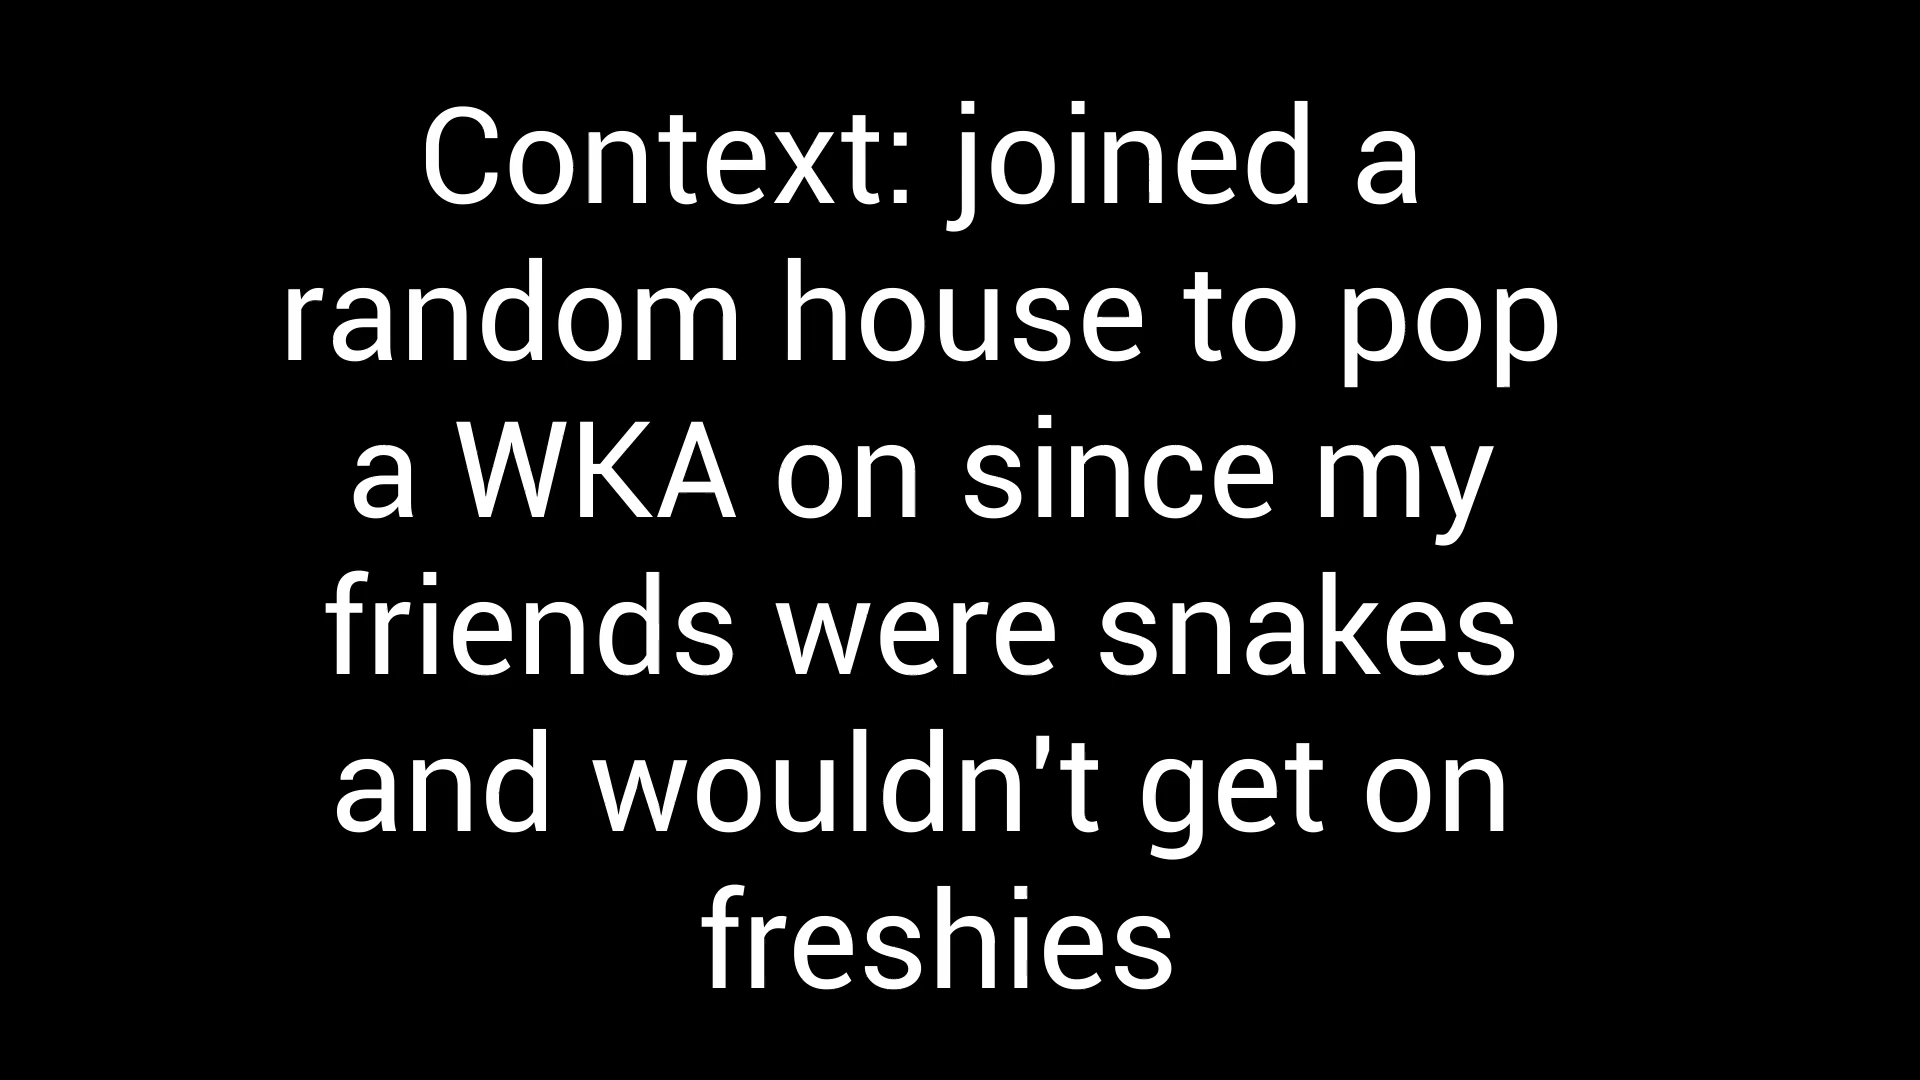 Context: joined a
random house to pop
a WKA on since my
friends were snakes
and wouldn't get on
freshies